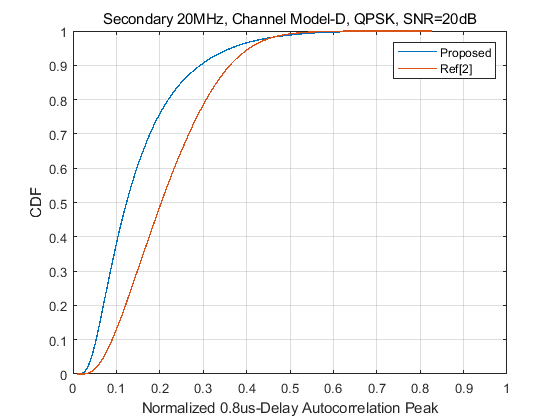 Secondary 20MHz, Channel Model-D, QPSK, SNR=20dB
1
0.9
0.8
0.7
0.6
0.5
0.4
0.3
0.2
0.1
0
CDF
Proposed
Ref[2]
0 0.1 0.2 0.3 0.4 0.5 0.6 0.7 0.8 0.9 1
Normalized 0.8us-Delay Autocorrelation Peak